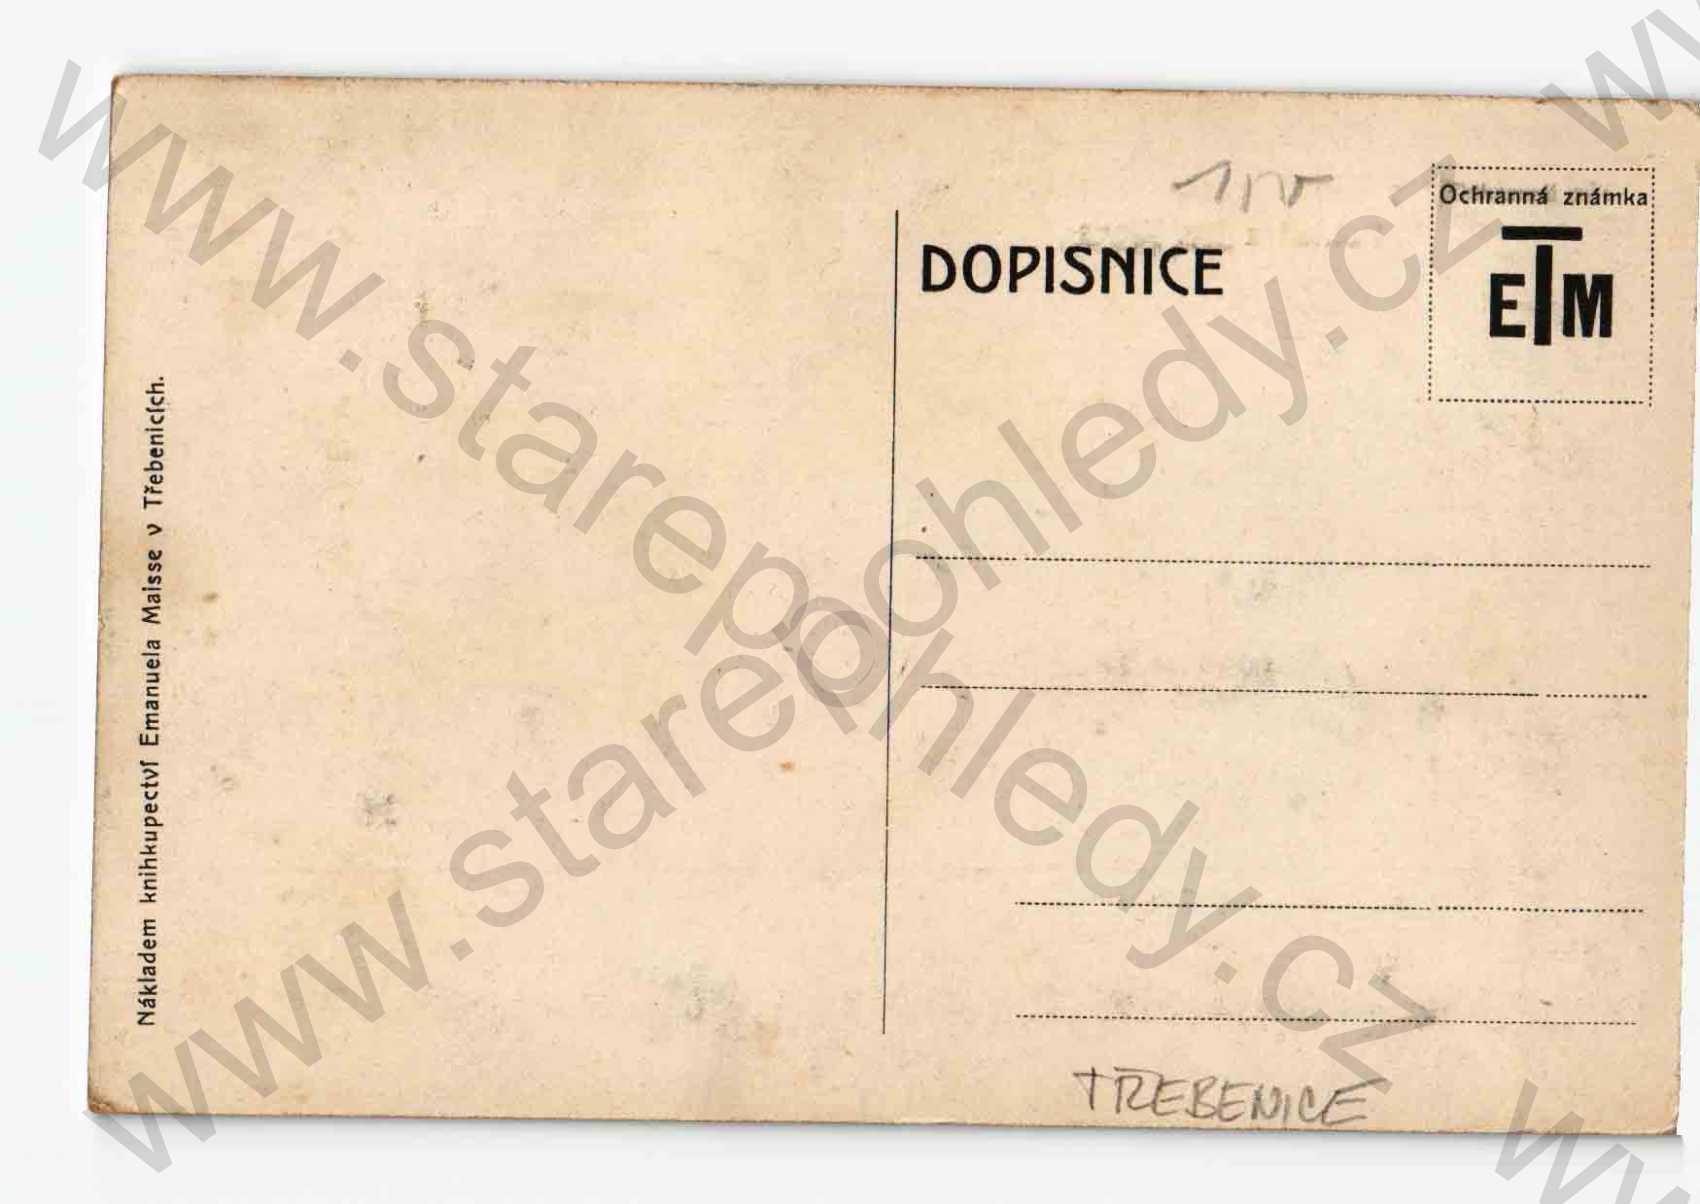 DOPISNICE
Ochranná známka
ETM
Nákladem knihkupectví Emanuela Maisse v Třebenicích.
TŘEBENICE
www.starepohledy.cz
www.starepohledy.cz